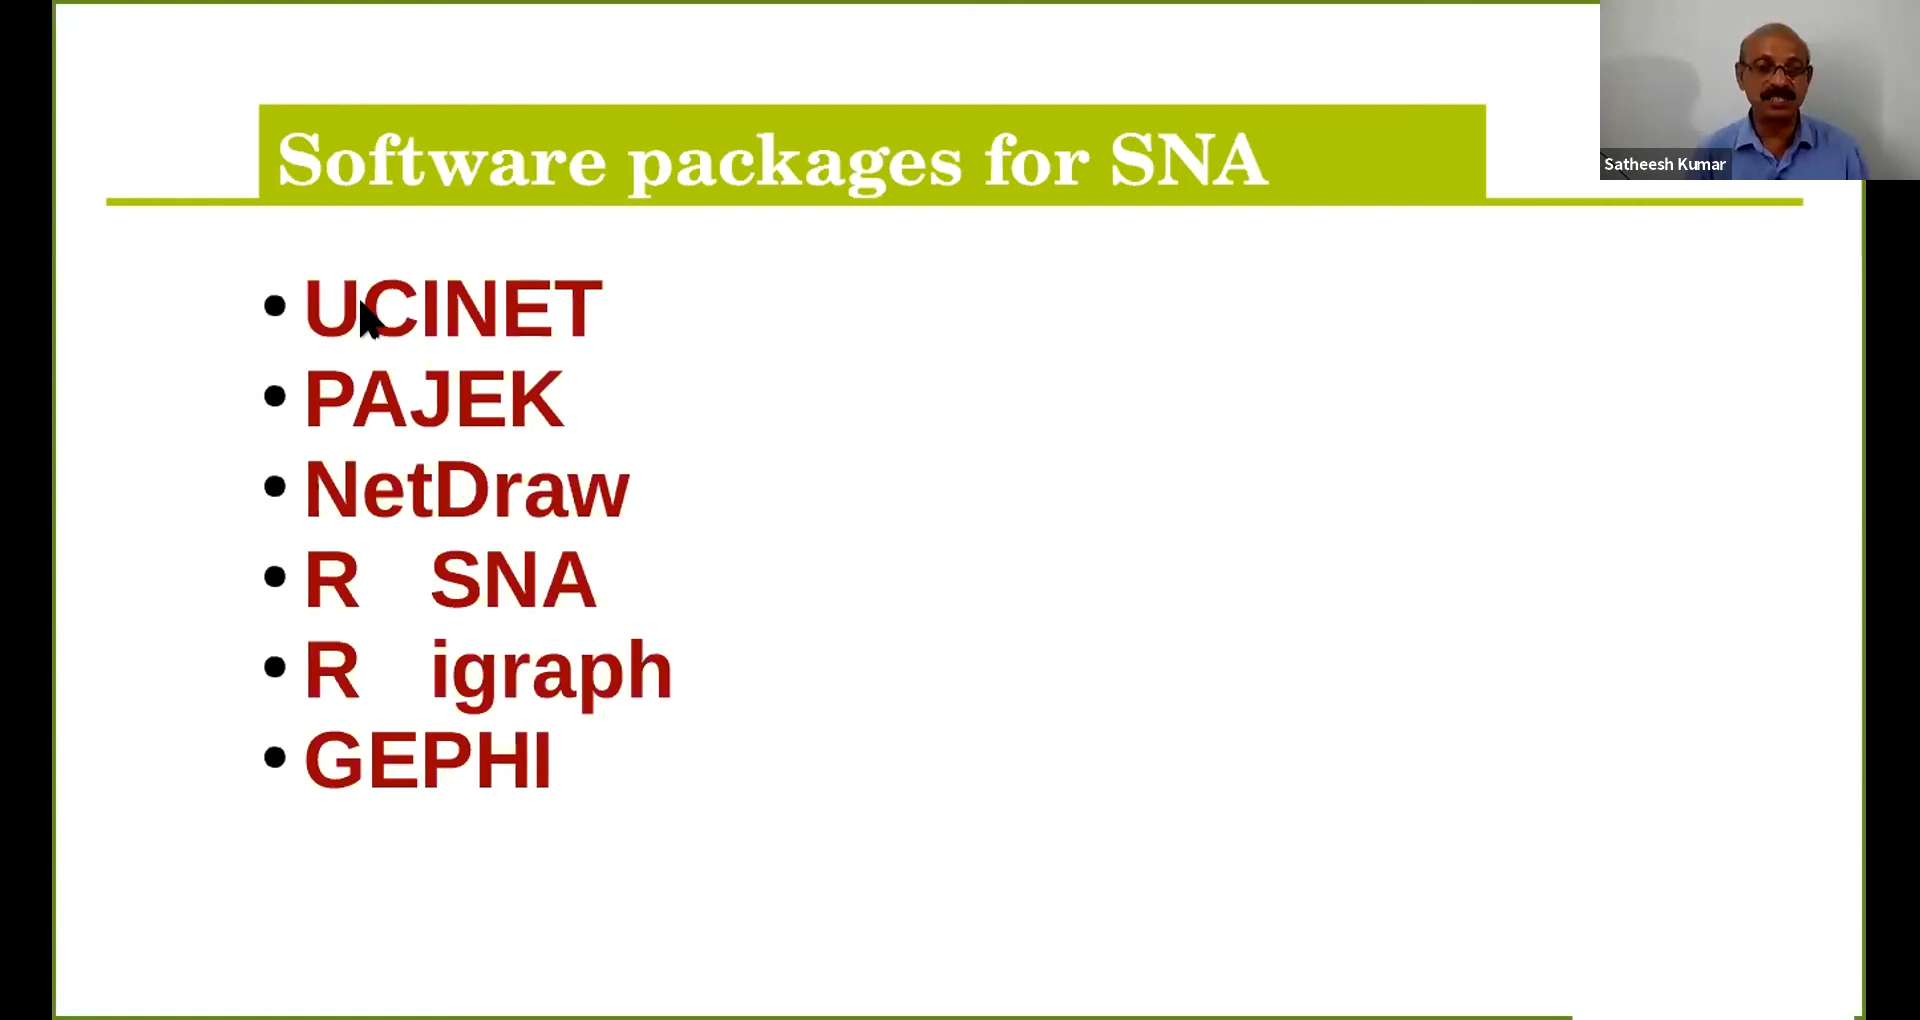 Software packages for SNA
Satheesh Kumar
• UCINET
• PAJEK
• NetDraw
• R SNA
• R igraph
• GEPHI